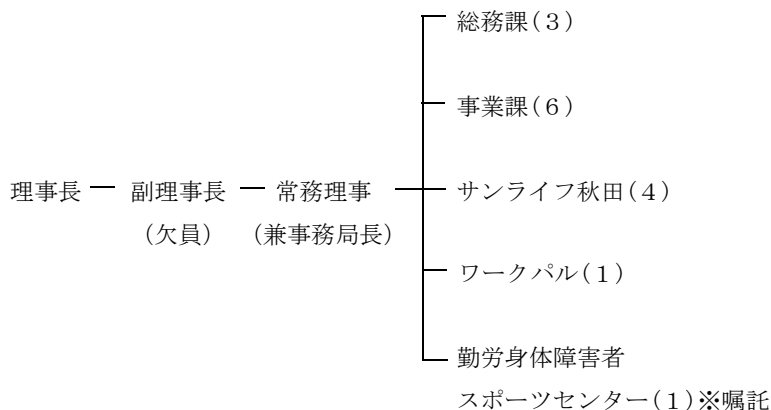 総務課(3)
事業課(6)
理事長 副理事長 常務理事 サンライフ秋田(4)
(欠員) (兼事務局長)
ワークパル(1)
勤労身体障害者
スポーツセンター(1)※嘱託